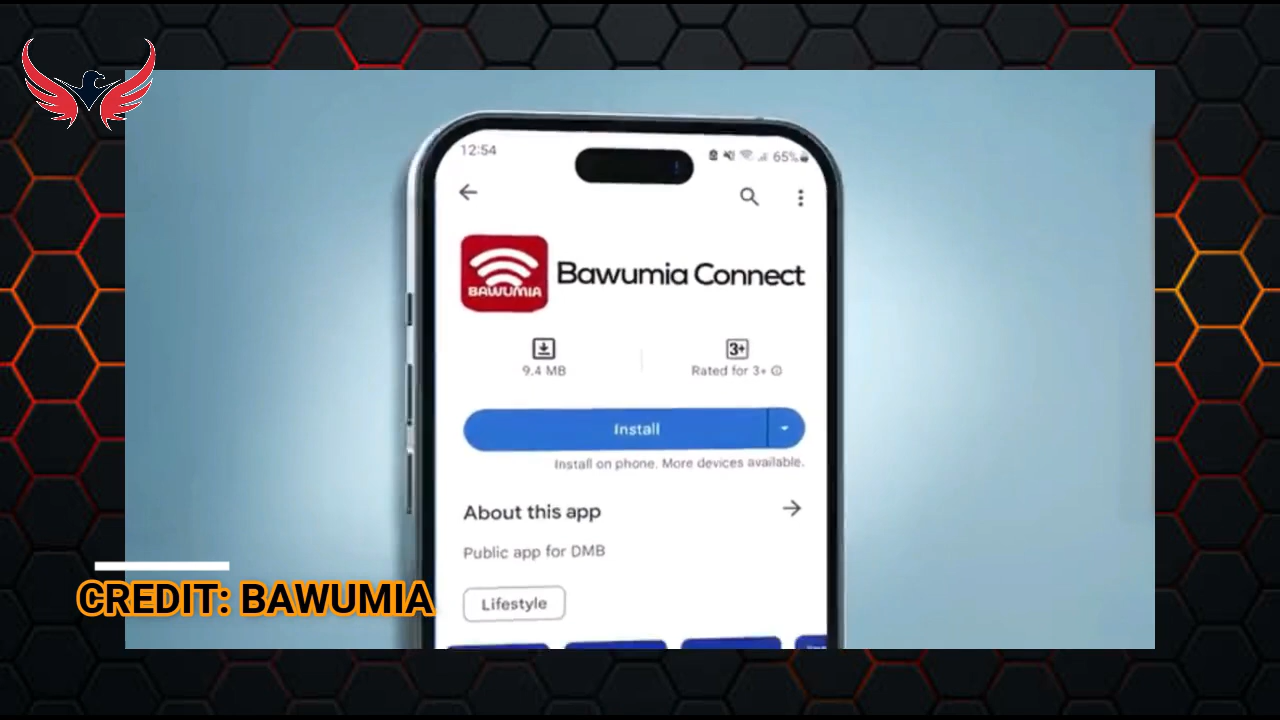 12:54
65%
BAWUMIA
Bawumia Connect
3+
9.4 MB
Rated for 3+
Install
Install on phone. More devices available.
About this app
Public app for DMB
Lifestyle
CREDIT: BAWUMIA